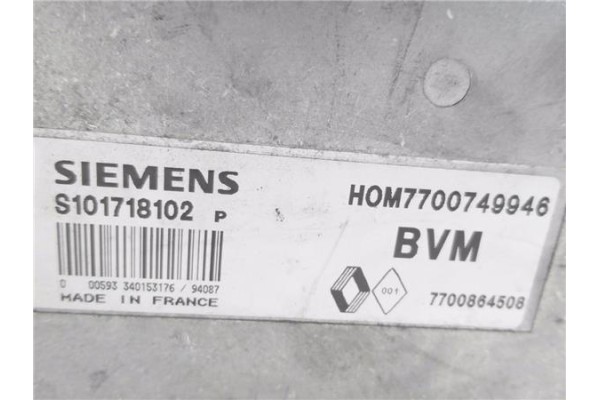 SIEMENS
S101718102 P
0 00593 340153176 / 94087
MADE IN FRANCE
HOM7700749946
BVM
001
7700864508